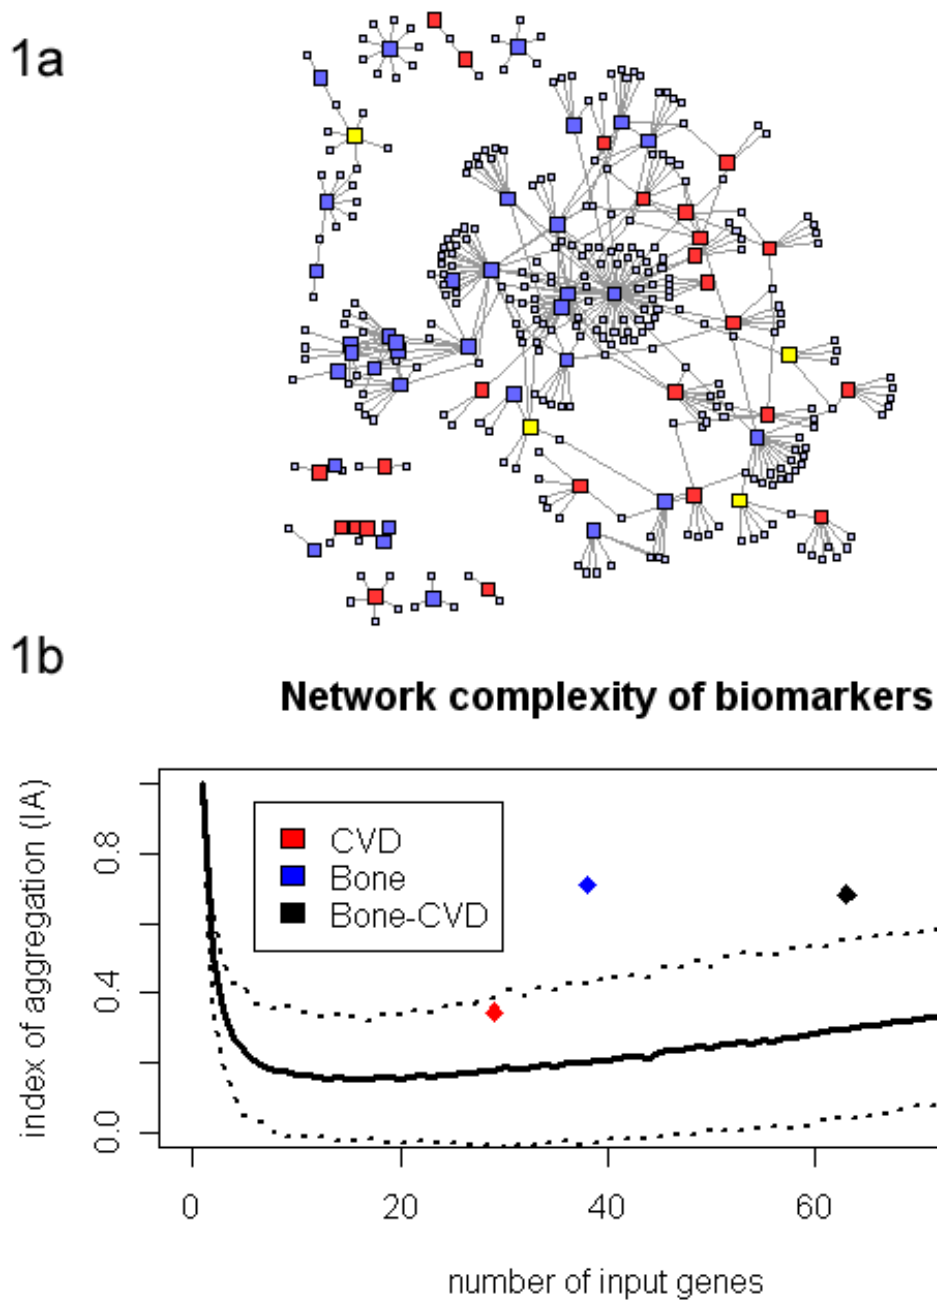 1a
1b
Network complexity of biomarkers
index of aggregation (IA)
0.8
0.4
0.0
CVD
Bone
Bone-CVD
0 20 40 60
number of input genes